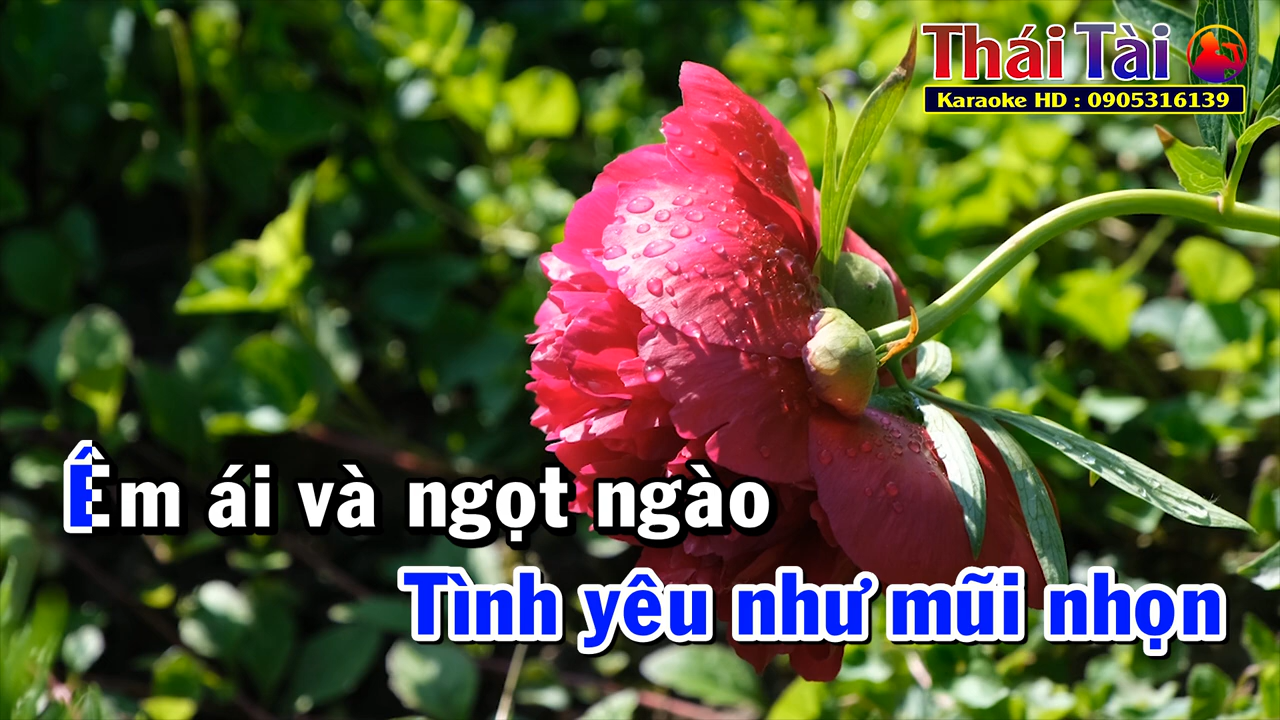 Thái Tài
Karaoke HD : 0905316139
Êm ái và ngọt ngào
Tình yêu như mũi nhọn